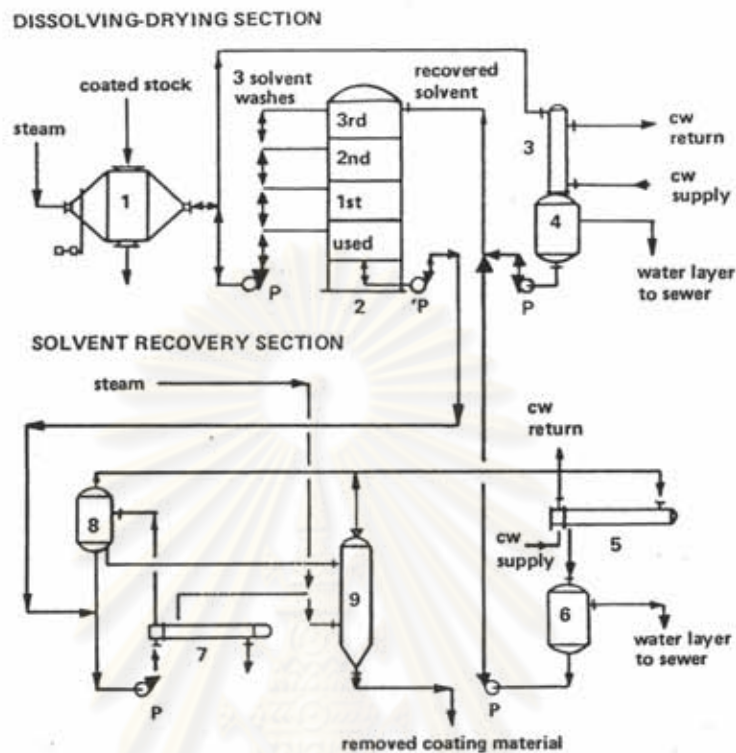 DISSOLVING-DRYING SECTION
coated stock
3 solvent
washes
recovered
solvent
steam
3rd
2nd
1st
used
1
2
3
4
cw
return
cw
supply
water layer
to sewer
P
'P
P
SOLVENT RECOVERY SECTION
steam
cw
return
8
cw
supply
5
9
6
7
water layer
to sewer
P
P
removed coating material